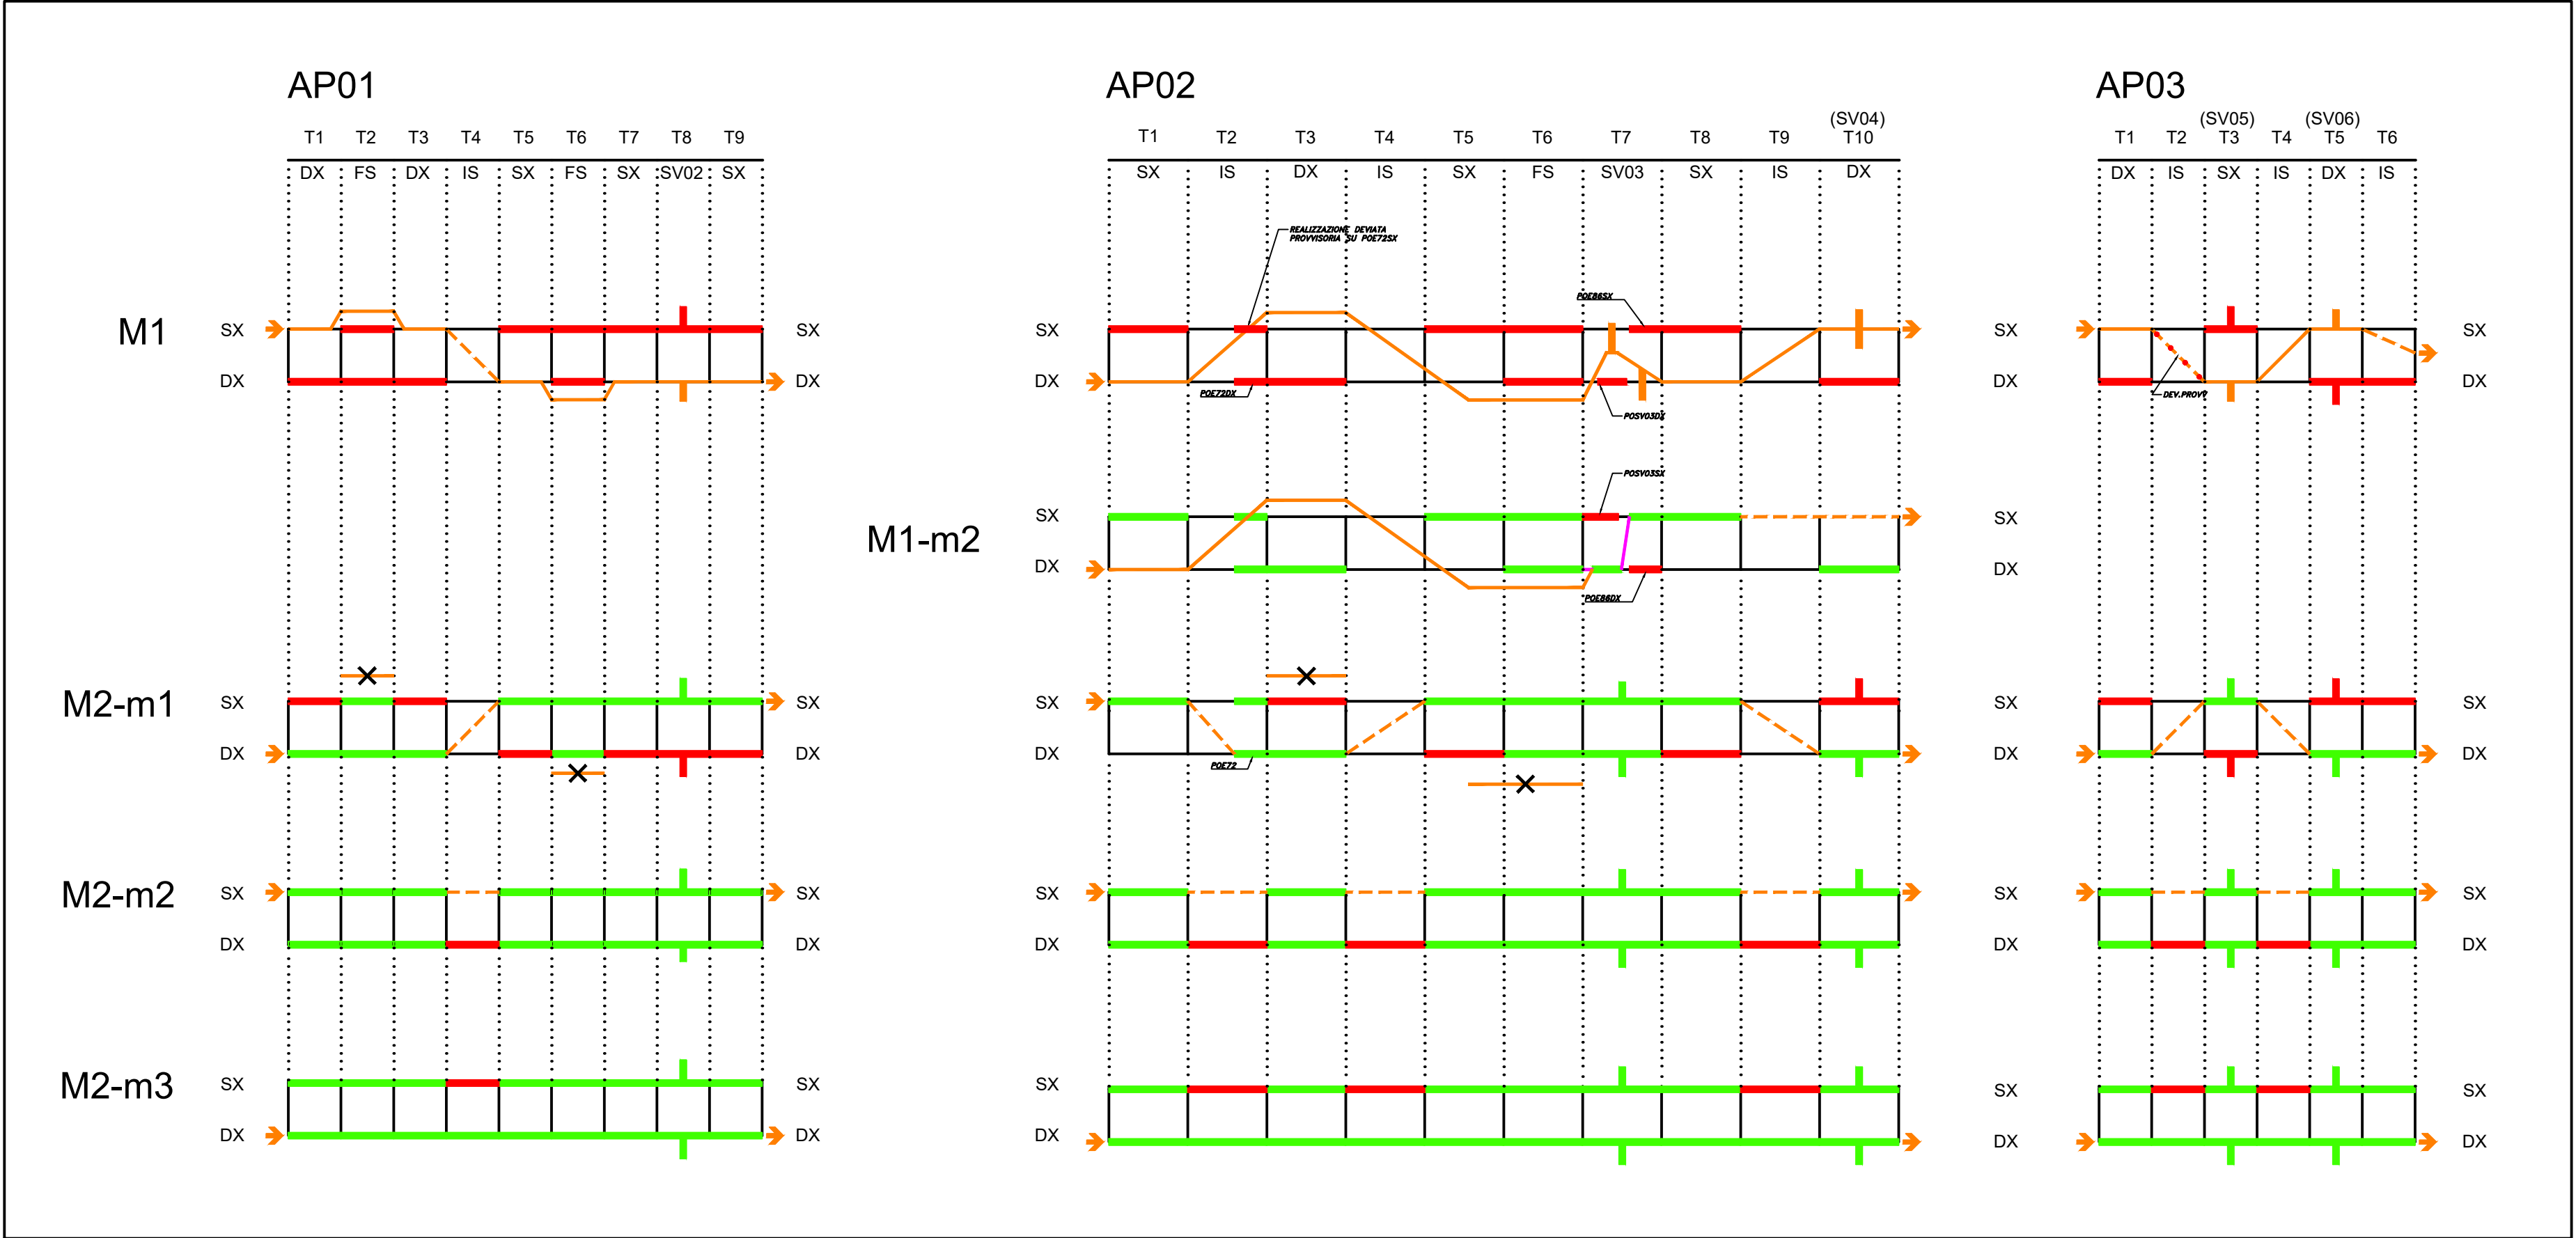 AP01 AP02 AP03
(SV04) (SV05) (SV06)
T1 T2 T3 T4 T5 T6 T7 T8 T9
DX FS DX IS SX FS SX SV02 SX
T1 T2 T3 T4 T5 T6 T7 T8 T9 T10
SX IS DX IS SX FS SV03 SX IS DX
T1 T2 T3 T4 T5 T6
DX IS SX IS DX IS
REALIZZAZIONE DEVIATA
PROVVISORIA SU POE72SX
POE86SX
M1
SX SX SX SX SX SX
DX DX DX DX DX DX
POE72DX
DEV.PROVV
POSV03DX
POSV03SX
M1-m2
SX SX
DX DX
POE86DX
M2-m1
SX SX SX SX SX
DX DX DX DX DX
POE72
M2-m2
SX SX SX SX SX
DX DX DX DX DX
M2-m3
SX SX SX SX SX
DX DX DX DX DX